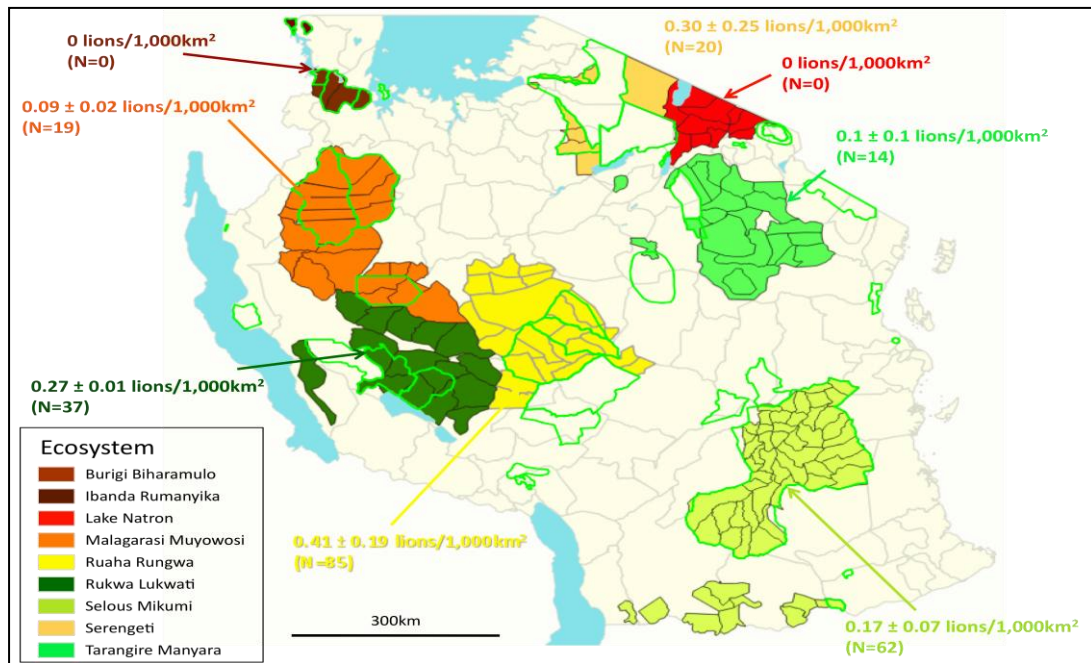 0.30 ± 0.25 lions/1,000km²
(N=20)
0 lions/1,000km²
(N=0)
0 lions/1,000km²
(N=0)
0.09 ± 0.02 lions/1,000km²
(N=19)
0.1 ± 0.1 lions/1,000km²
(N=14)
0.27 ± 0.01 lions/1,000km²
(N=37)
Ecosystem
Burigi Biharamulo
Ibanda Rumanyika
Lake Natron
Malagarasi Muyowosi
Ruaha Rungwa
Rukwa Lukwati
Selous Mikumi
Serengeti
Tarangire Manyara
0.41 ± 0.19 lions/1,000km²
(N=85)
300km
0.17 ± 0.07 lions/1,000km²
(N=62)